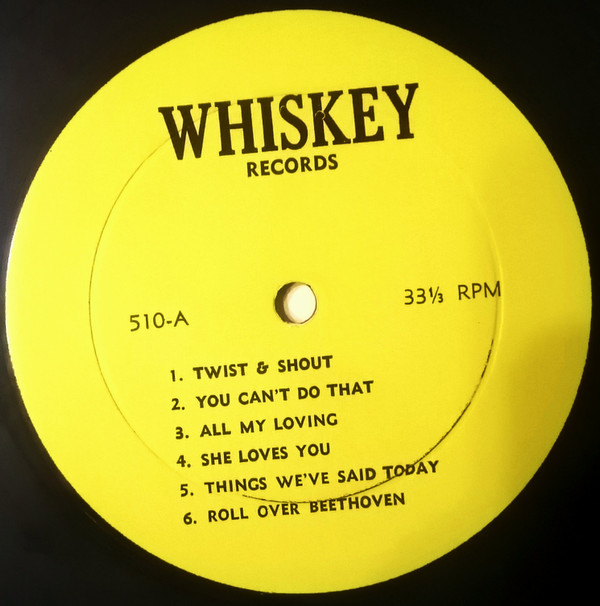 WHISKEY
RECORDS
510-A
33⅓ RPM
1. TWIST & SHOUT
2. YOU CAN'T DO THAT
3. ALL MY LOVING
4. SHE LOVES YOU
5. THINGS WE'VE SAID TODAY
6. ROLL OVER BEETHOVEN